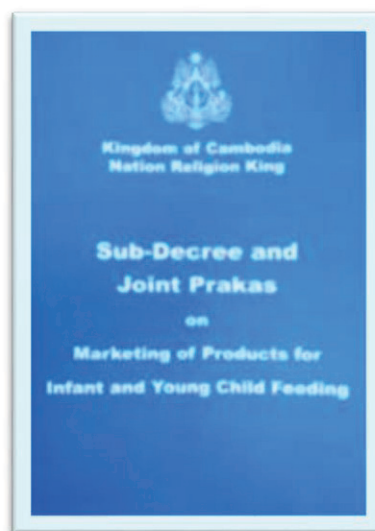 Kingdom of Cambodia
Nation Religion King
Sub-Decree and
Joint Prakas
on
Marketing of Products for
Infant and Young Child Feeding